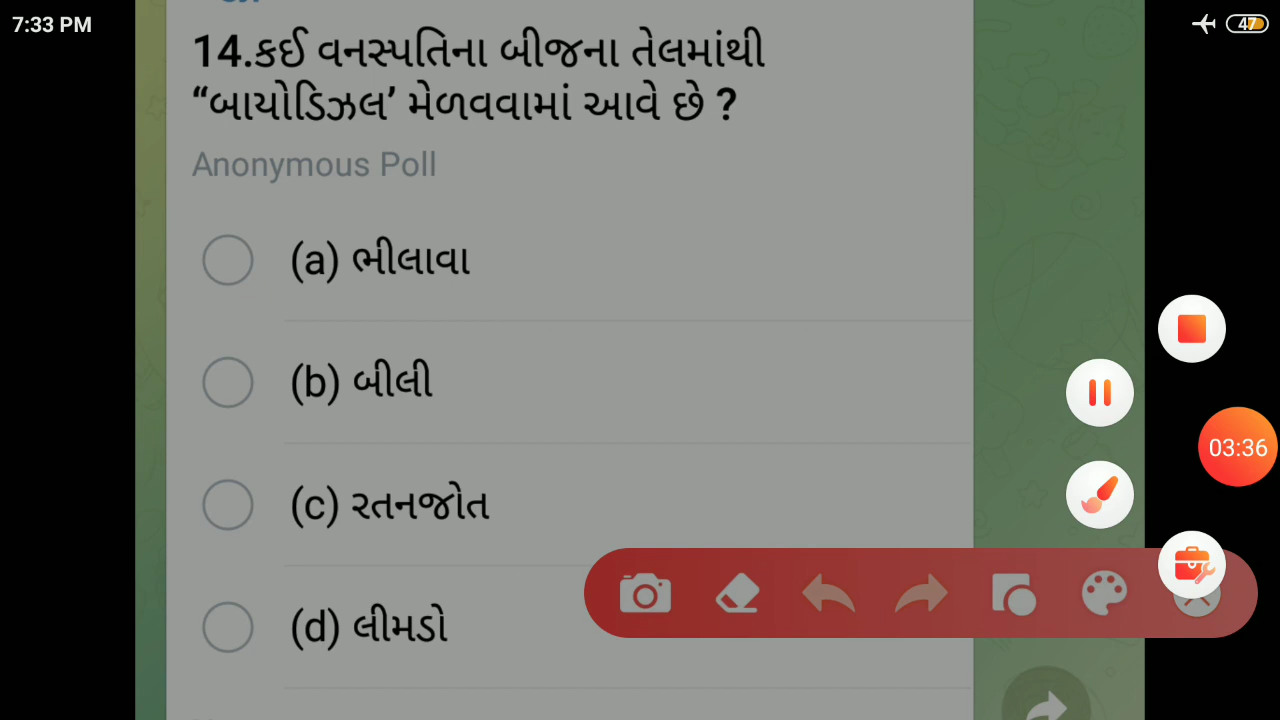 7:33 PM
47
14.કઈ વનસ્પતિના બીજના તેલમાંથી
“બાયોડિઝલ’ મેળવવામાં આવે છે ?
Anonymous Poll
(a) ભીલાવા
(b) બીલી
(c) રતનજોત
03:36
(d) લીમડો